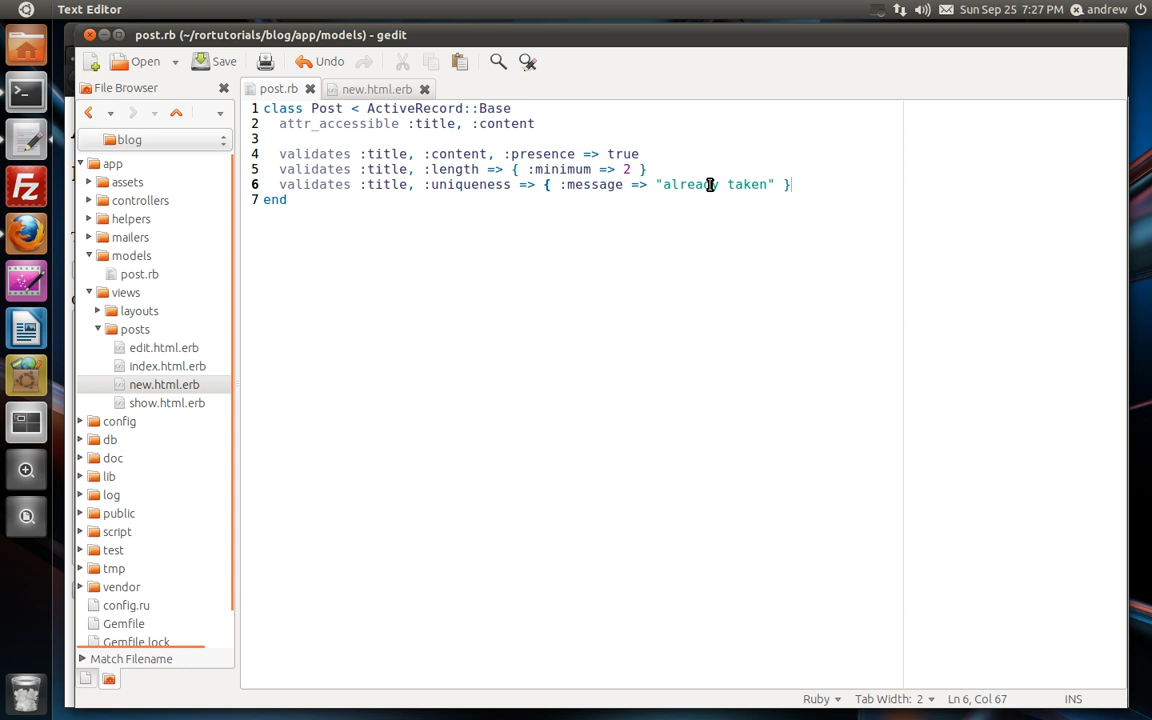 Text Editor
Sun Sep 25 7:27 PM andrew
post.rb (~/rortutorials/blog/app/models) - gedit
Open Save Undo
File Browser
post.rb new.html.erb
blog
app
assets
controllers
helpers
mailers
models
post.rb
views
layouts
posts
edit.html.erb
index.html.erb
new.html.erb
show.html.erb
config
db
doc
lib
log
public
script
test
tmp
vendor
config.ru
Gemfile
Gemfile.lock
Match Filename
1 class Post < ActiveRecord::Base
2 attr_accessible :title, :content
3
4 validates :title, :content, :presence => true
5 validates :title, :length => { :minimum => 2 }
6 validates :title, :uniqueness => { :message => "already taken" }
7 end
Ruby Tab Width: 2 Ln 6, Col 67 INS